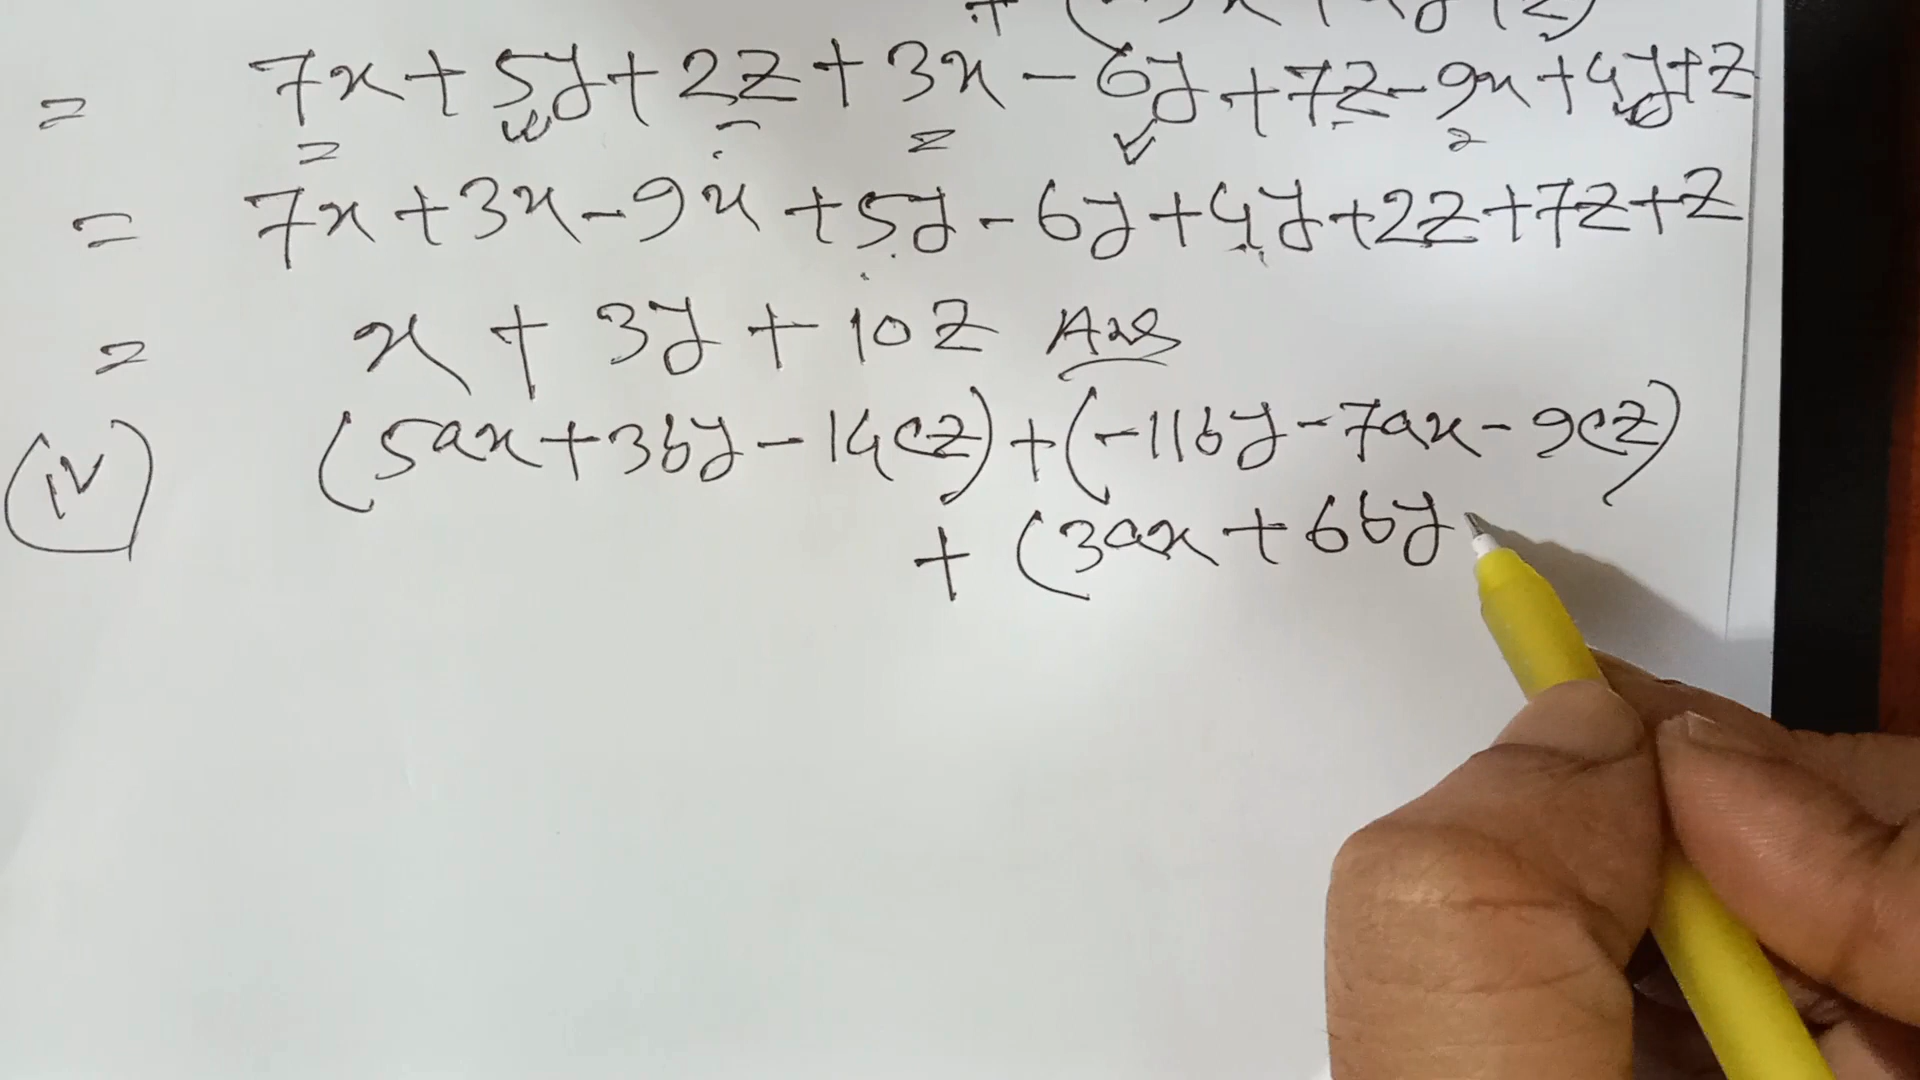 = 7x + 5y + 2z + 3x - 6y + 7z - 9x + 4y + z
= 7x + 3x - 9x + 5y - 6y + 4y + 2z + 7z + z
= x + 3y + 10z Ans
(iv) (5ax + 3by - 14cz) + (-11by - 7ax - 9cz)
+ (3ax + 6by